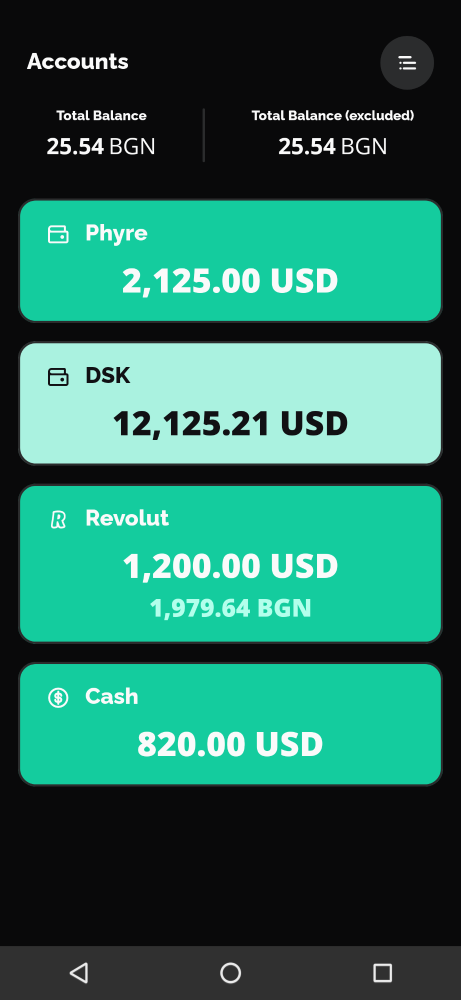 Accounts
Total Balance
25.54 BGN
Total Balance (excluded)
25.54 BGN
Phyre
2,125.00 USD
DSK
12,125.21 USD
R
Revolut
1,200.00 USD
1,979.64 BGN
$
Cash
820.00 USD